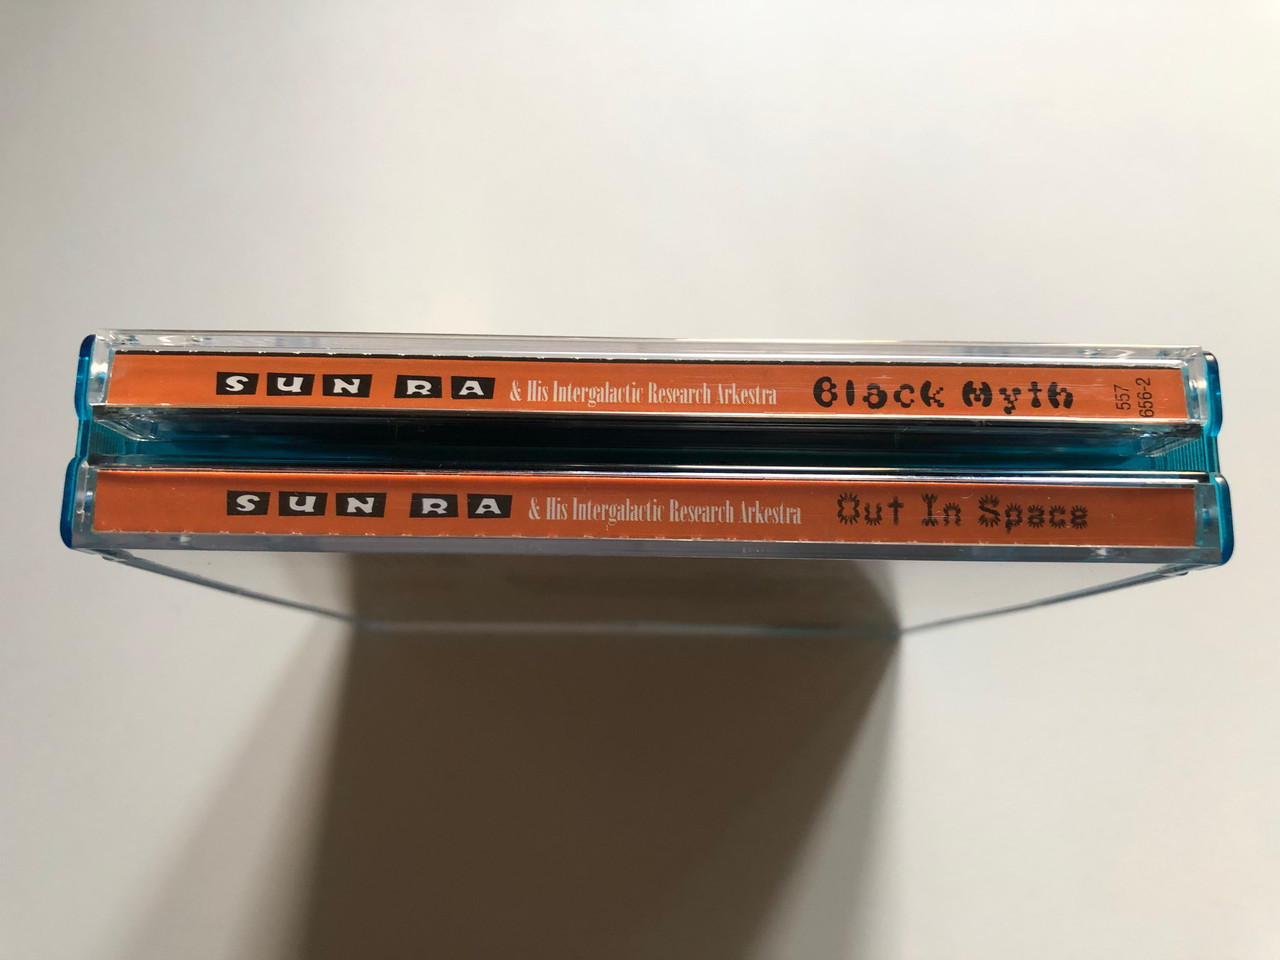 SUN RA & His Intergalactic Research Arkestra Black Myth 557 656-2
SUN RA & His Intergalactic Research Arkestra Out In Space